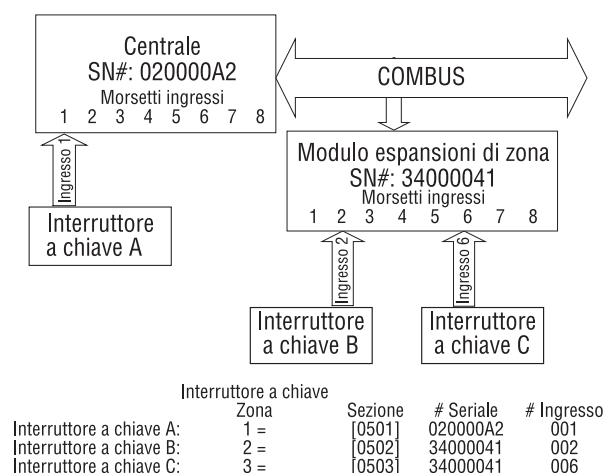 Centrale
SN#: 020000A2
Morsetti ingressi
1 2 3 4 5 6 7 8
COMBUS
Ingresso 1
Interruttore
a chiave A
Modulo espansioni di zona
SN#: 34000041
Morsetti ingressi
1 2 3 4 5 6 7 8
Ingresso 2
Ingresso 6
Interruttore
a chiave B
Interruttore
a chiave C
Interruttore a chiave
Zona Sezione # Seriale # Ingresso
Interruttore a chiave A: 1 = [0501] 020000A2 001
Interruttore a chiave B: 2 = [0502] 34000041 002
Interruttore a chiave C: 3 = [0503] 34000041 006